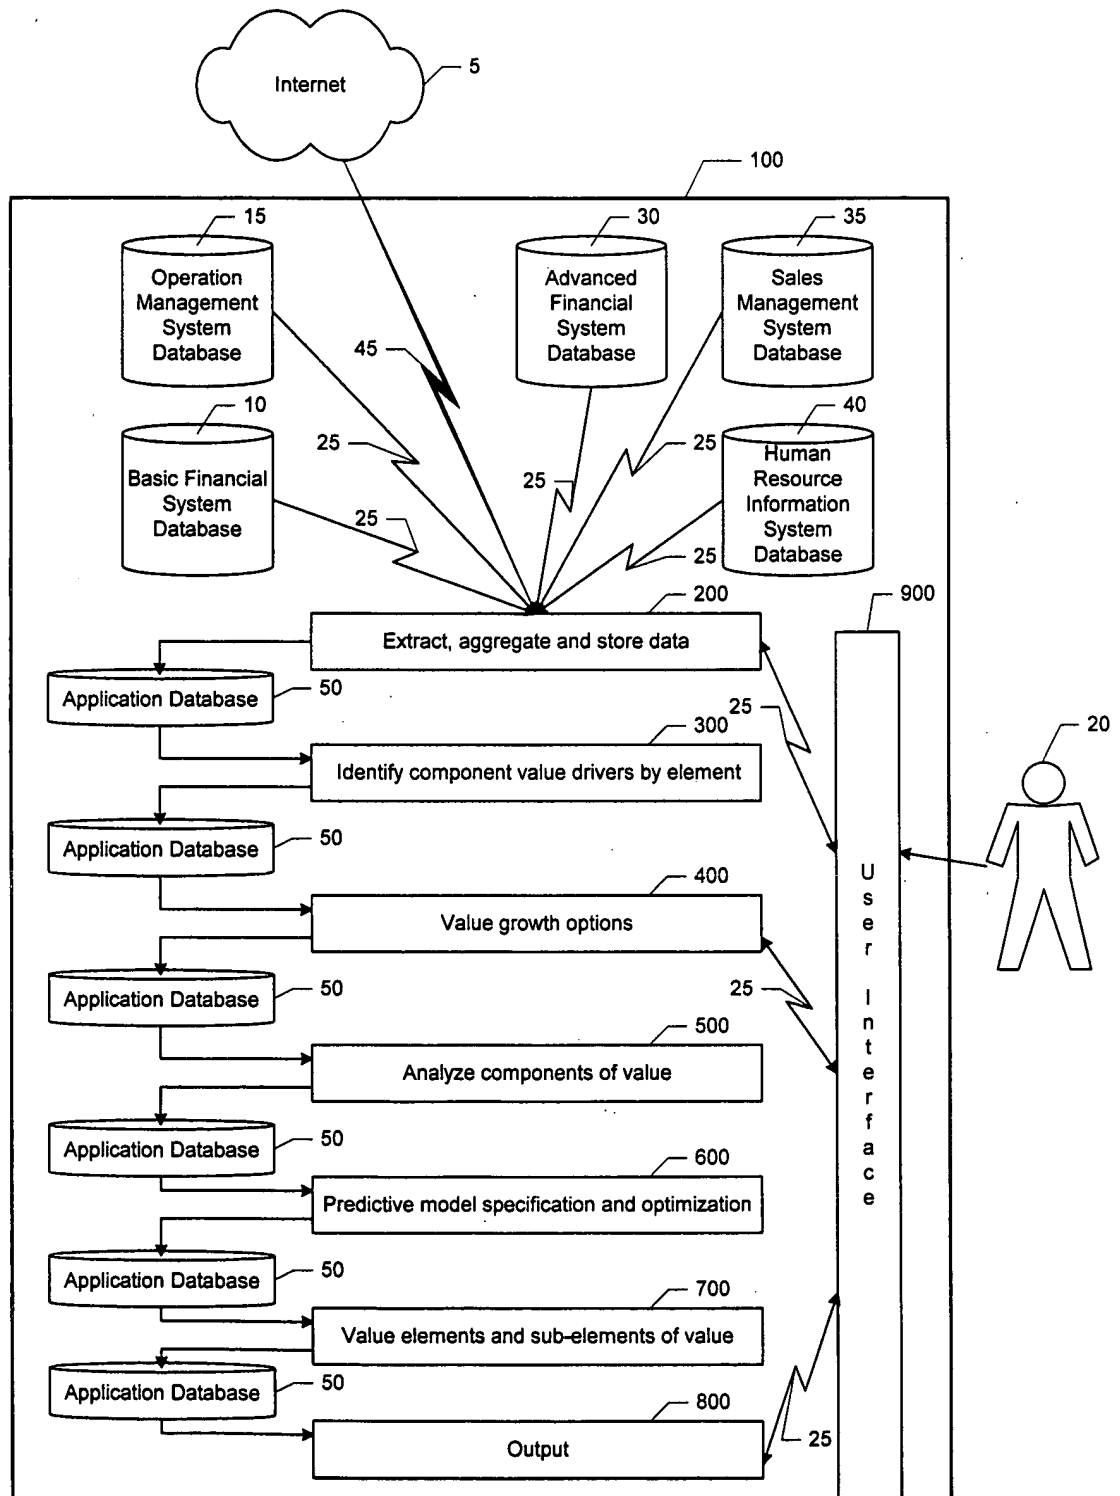 Internet
5
100
15
30
35
Operation
Management
System
Database
Advanced
Financial
System
Database
Sales
Management
System
Database
45
10
40
25
25
25
Basic Financial
System
Database
Human
Resource
Information
System
Database
25
25
200
900
Extract, aggregate and store data
Application Database
50
25
300
20
Identify component value drivers by element
Application Database
50
400
Value growth options
User Interface
Application Database
50
25
500
Analyze components of value
Application Database
50
600
Predictive model specification and optimization
Application Database
50
700
Value elements and sub-elements of value
Application Database
50
800
Output
25